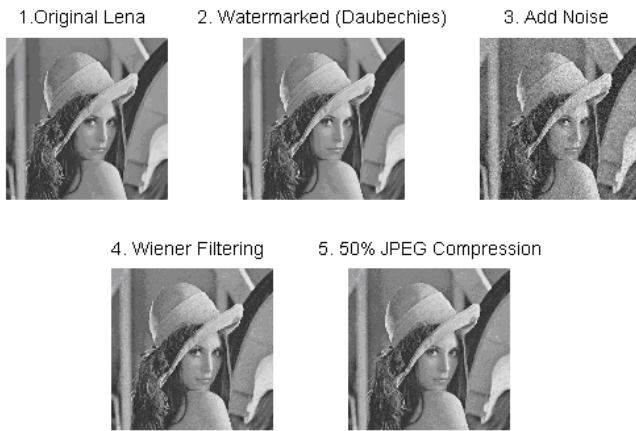 1.Original Lena
2. Watermarked (Daubechies)
3. Add Noise
4. Wiener Filtering
5. 50% JPEG Compression